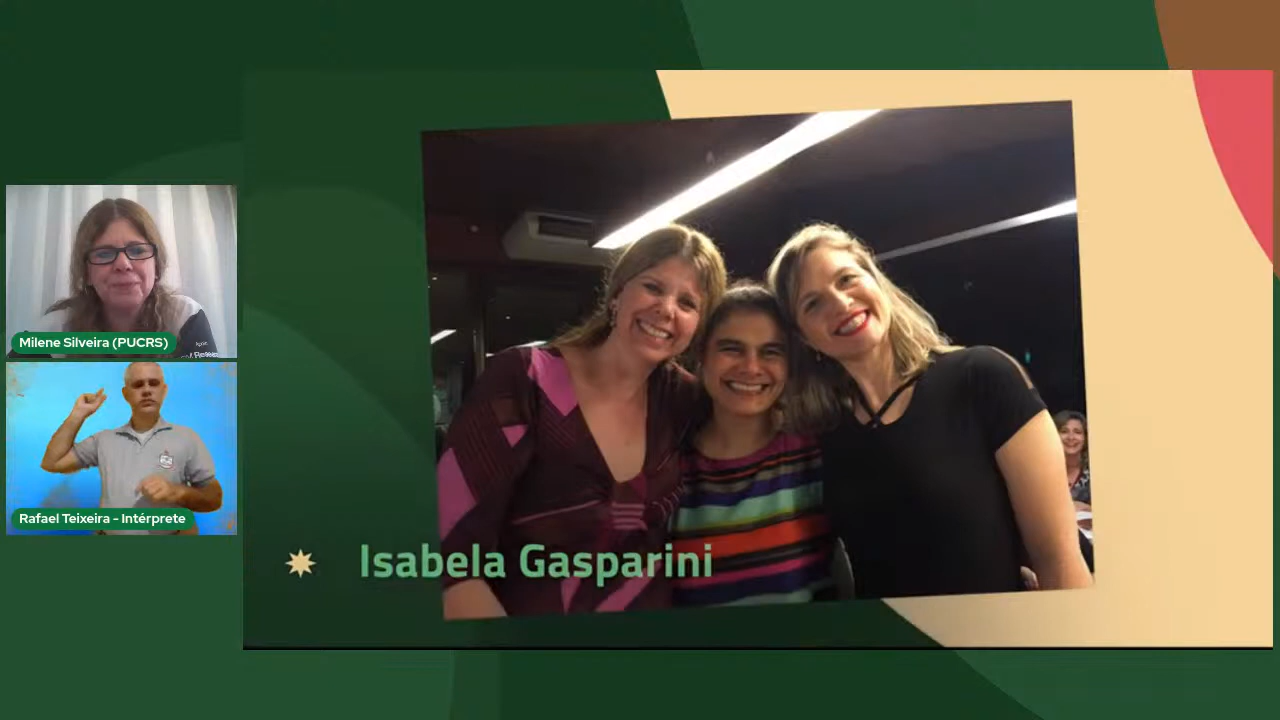 Milene Silveira (PUCRS)
Rafael Teixeira - Intérprete
Isabela Gasparini